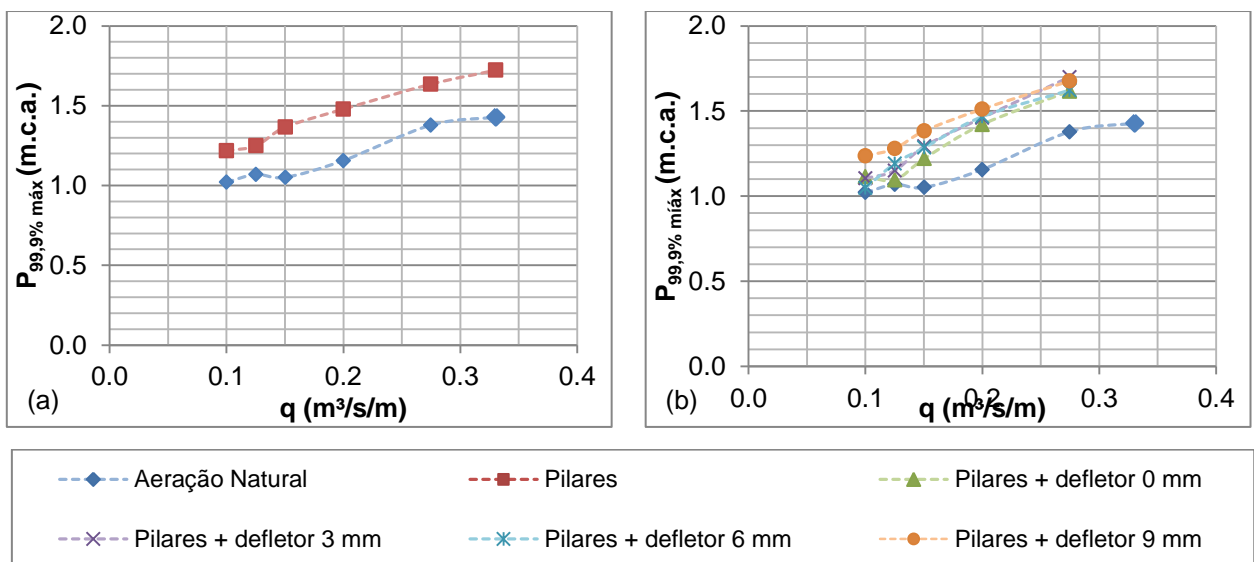 2.0
1.5
1.0
0.5
0.0
0.0 0.1 0.2 0.3 0.4
P99,9% máx (m.c.a.)
q (m³/s/m)
(a)
2.0
1.5
1.0
0.5
0.0
0.0 0.1 0.2 0.3 0.4
P99,9% míáx (m.c.a.)
q (m³/s/m)
(b)
Aeração Natural
Pilares
Pilares + defletor 0 mm
Pilares + defletor 3 mm
Pilares + defletor 6 mm
Pilares + defletor 9 mm